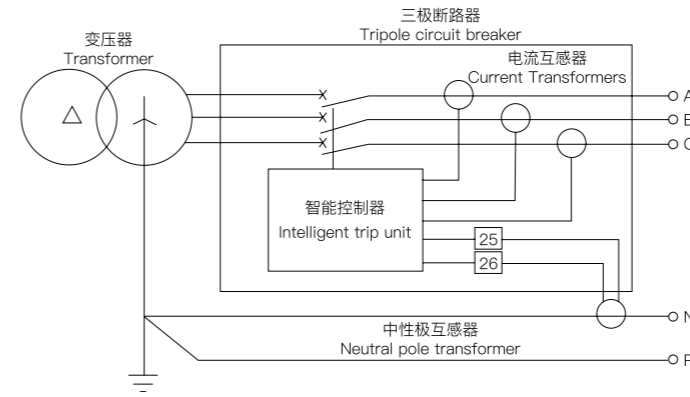 三极断路器
Tripole circuit breaker
变压器
Transformer
电流互感器
Current Transformers
A
B
C
智能控制器
Intelligent trip unit
25
26
N
中性极互感器
Neutral pole transformer